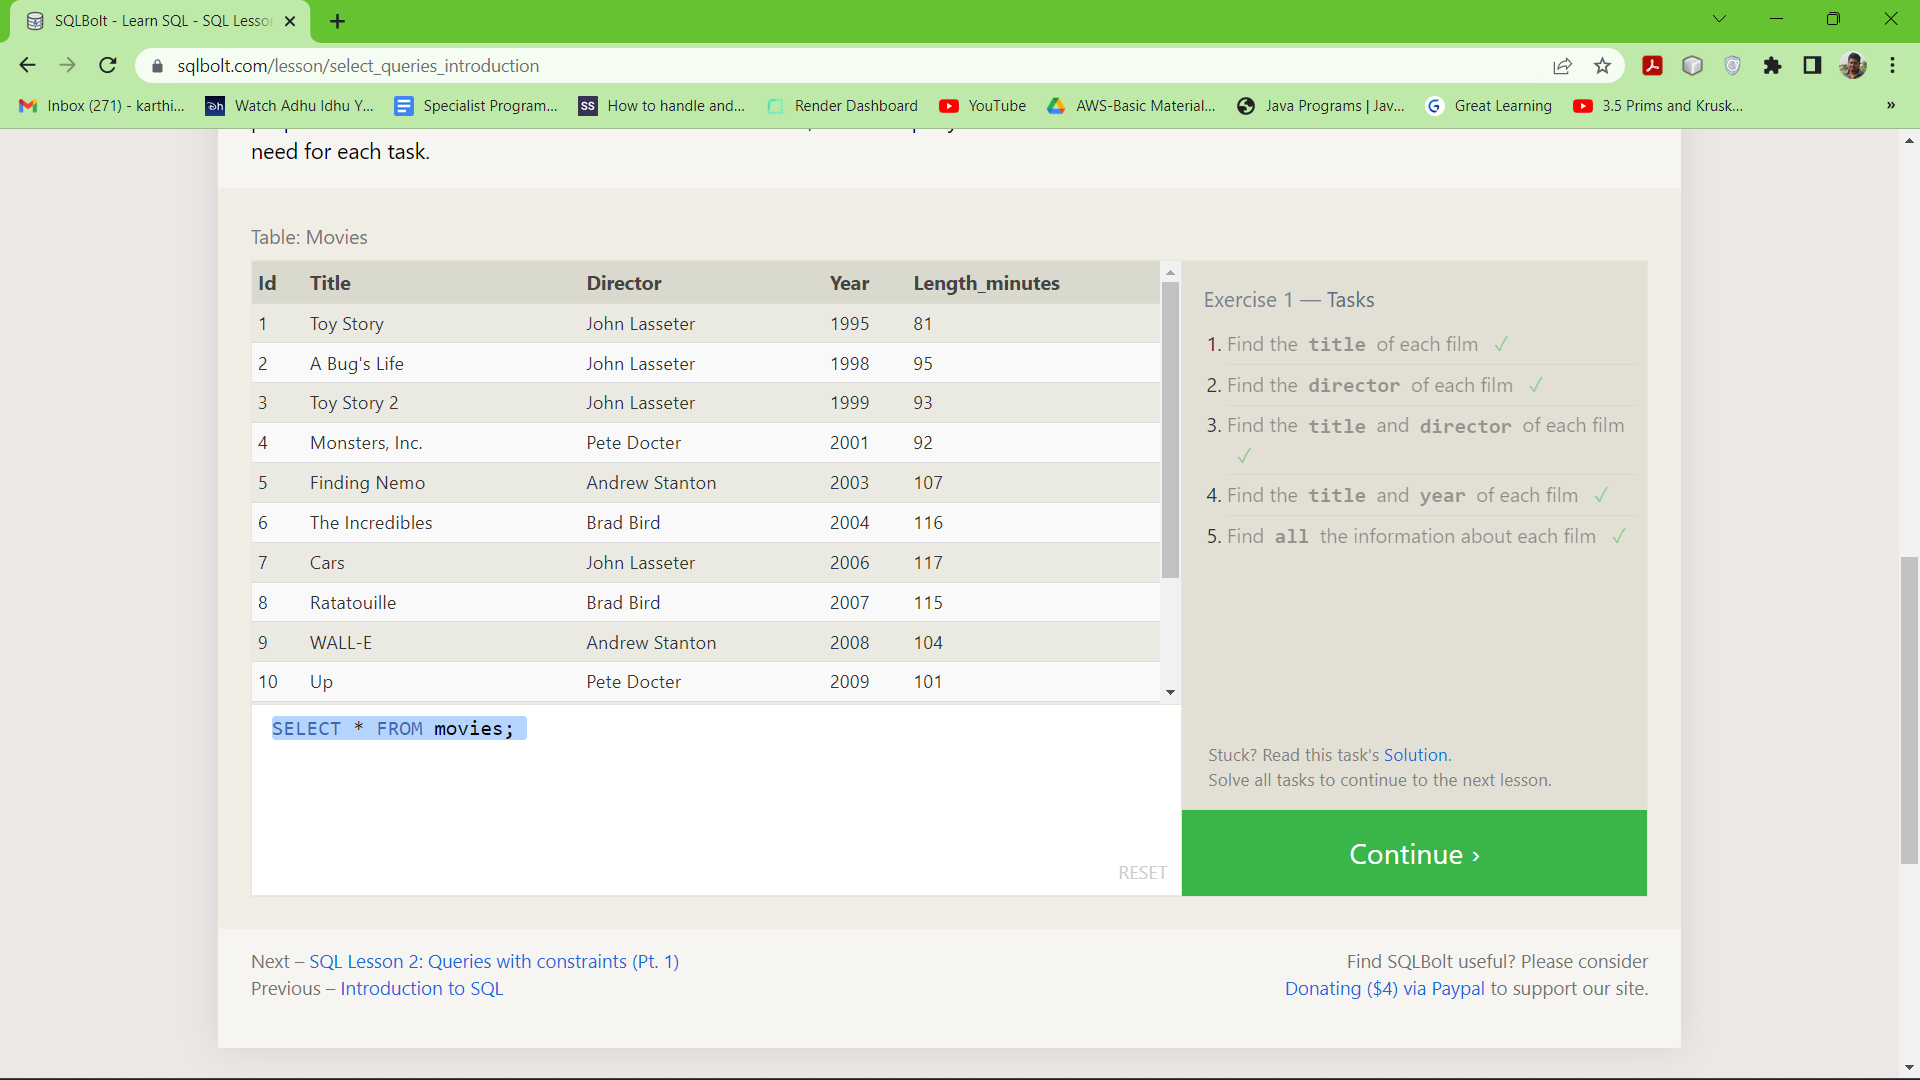 SQLBolt - Learn SQL - SQL Lesson
sqlbolt.com/lesson/select_queries_introduction
Inbox (271) - karthi...
Watch Adhu Idhu Y...
Specialist Program...
SS How to handle and...
Render Dashboard
YouTube
AWS-Basic Material...
Java Programs | Jav...
Great Learning
3.5 Prims and Krusk...
»
need for each task.
Table: Movies
Id Title Director Year Length_minutes
1 Toy Story John Lasseter 1995 81
2 A Bug's Life John Lasseter 1998 95
3 Toy Story 2 John Lasseter 1999 93
4 Monsters, Inc. Pete Docter 2001 92
5 Finding Nemo Andrew Stanton 2003 107
6 The Incredibles Brad Bird 2004 116
7 Cars John Lasseter 2006 117
8 Ratatouille Brad Bird 2007 115
9 WALL-E Andrew Stanton 2008 104
10 Up Pete Docter 2009 101
SELECT * FROM movies;
RESET
Exercise 1 — Tasks
1. Find the title of each film ✓
2. Find the director of each film ✓
3. Find the title and director of each film
✓
4. Find the title and year of each film ✓
5. Find all the information about each film ✓
Stuck? Read this task's Solution.
Solve all tasks to continue to the next lesson.
Continue ›
Next – SQL Lesson 2: Queries with constraints (Pt. 1)
Previous – Introduction to SQL
Find SQLBolt useful? Please consider
Donating ($4) via Paypal to support our site.